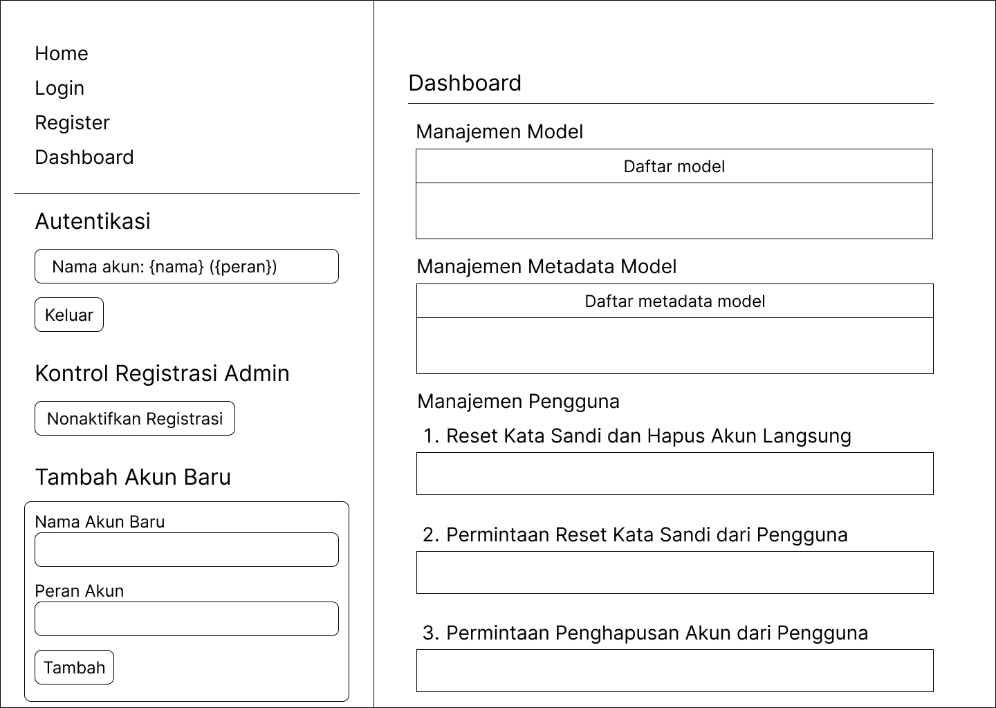 Home
Login
Register
Dashboard
Autentikasi
Nama akun: {nama} ({peran})
Keluar
Kontrol Registrasi Admin
Nonaktifkan Registrasi
Tambah Akun Baru
Nama Akun Baru
Peran Akun
Tambah
Dashboard
Manajemen Model
Daftar model
Manajemen Metadata Model
Daftar metadata model
Manajemen Pengguna
1. Reset Kata Sandi dan Hapus Akun Langsung
2. Permintaan Reset Kata Sandi dari Pengguna
3. Permintaan Penghapusan Akun dari Pengguna